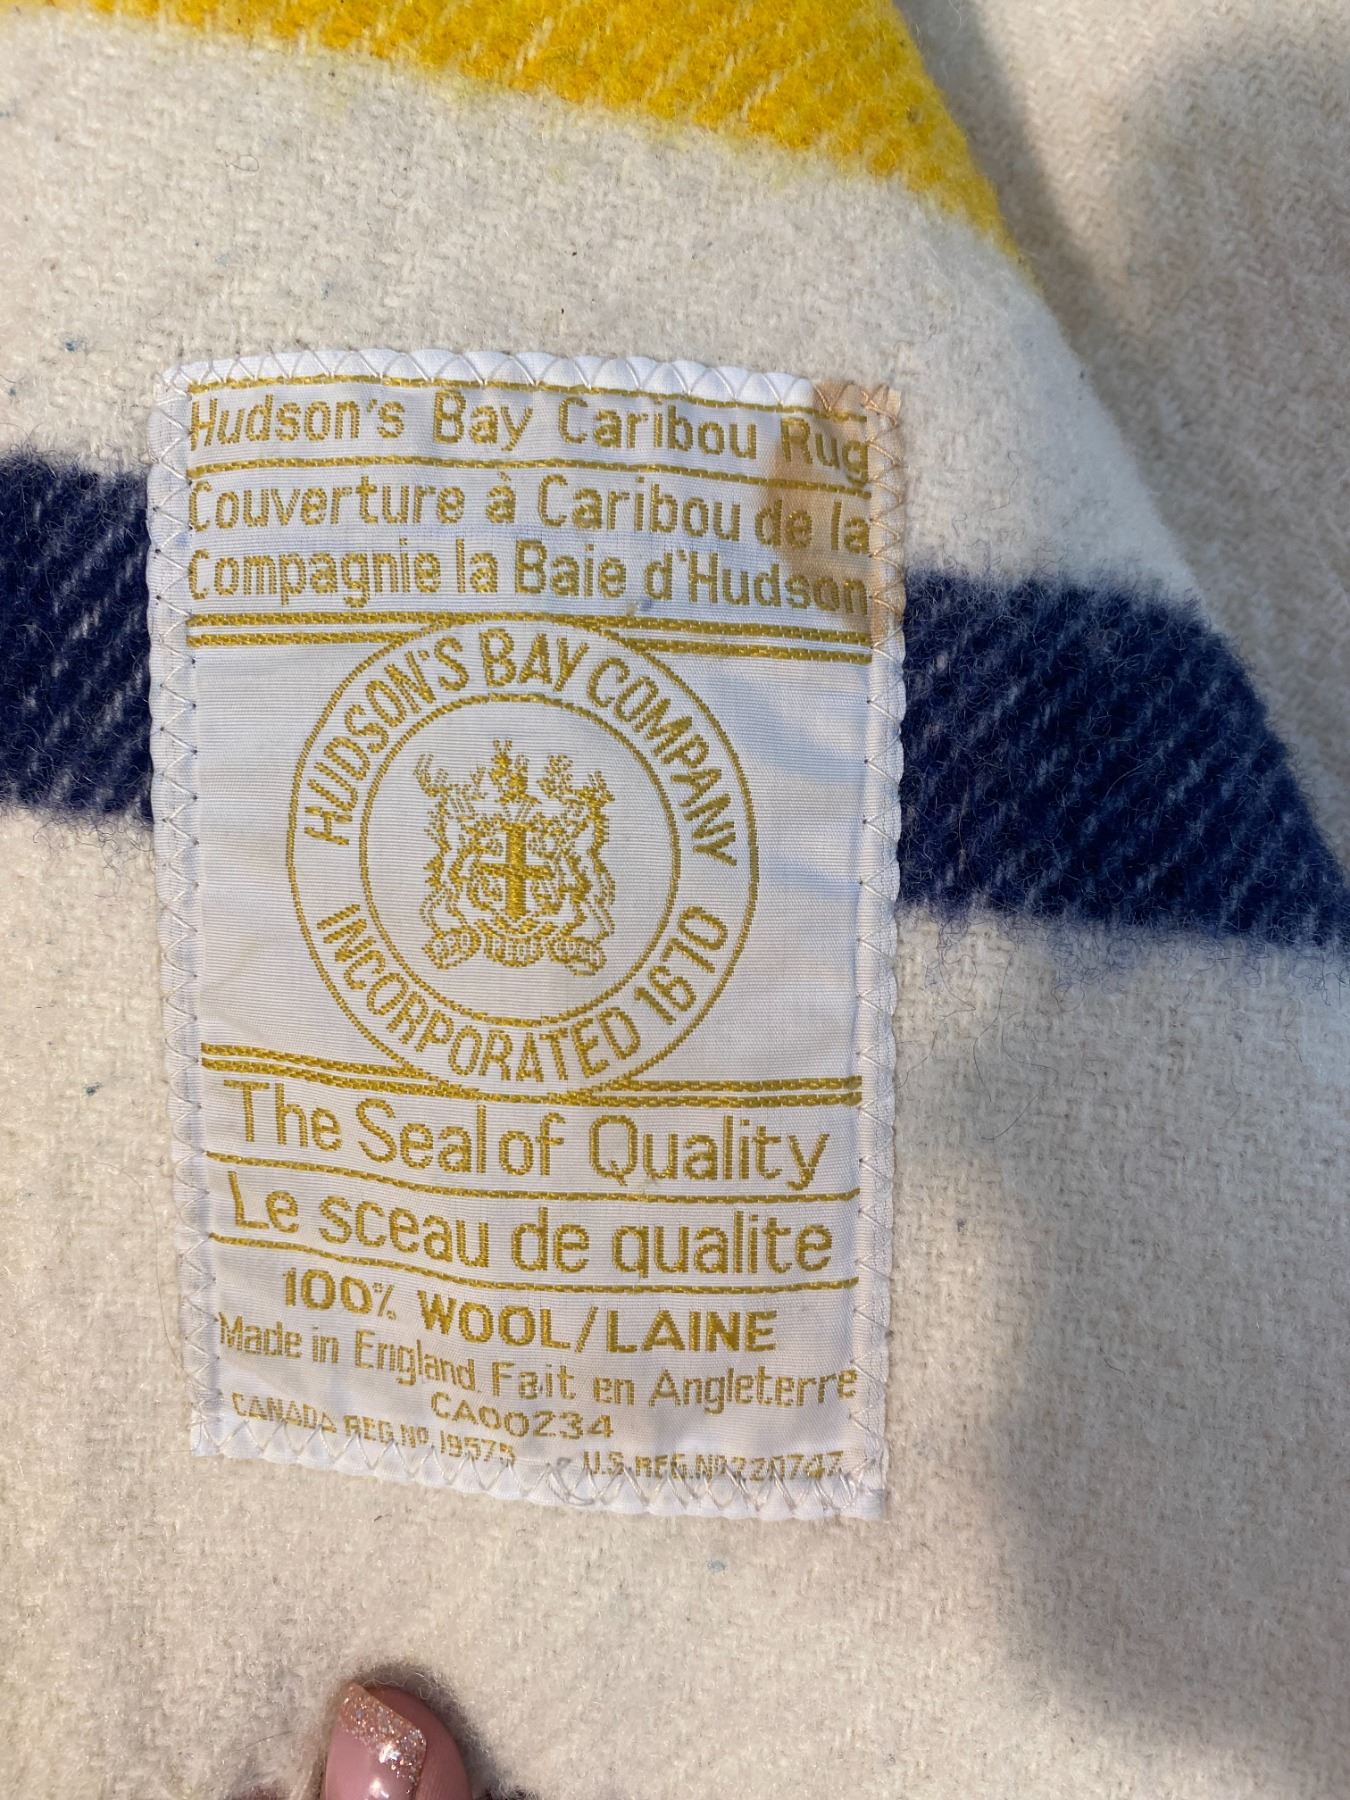 Hudson's Bay Caribou Rug
Couverture à Caribou de la
Compagnie la Baie d'Hudson
HUDSON'S BAY COMPANY
INCORPORATED 1670
The Seal of Quality
Le sceau de qualite
100% WOOL/LAINE
Made in England. Fait en Angleterre
CA00234
CANADA REG. Nº 19575 U.S. REG. Nº 220747